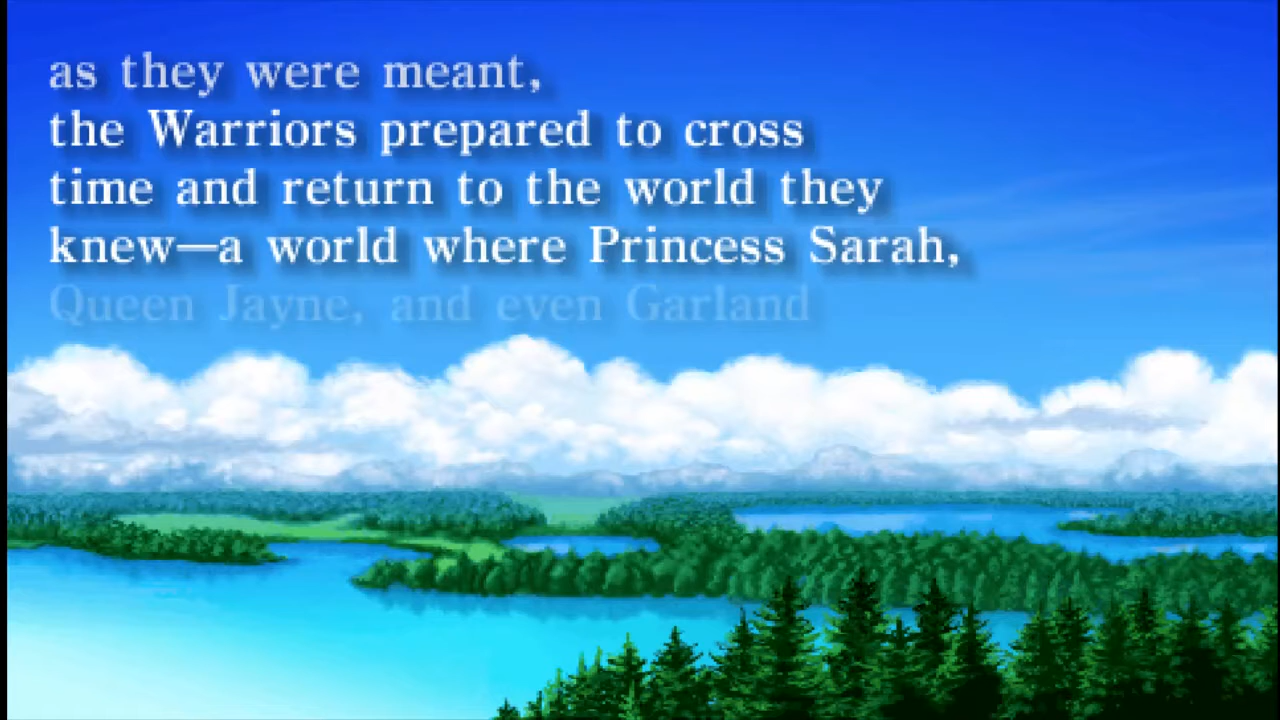 as they were meant,
the Warriors prepared to cross
time and return to the world they
knew—a world where Princess Sarah,
Queen Jayne, and even Garland